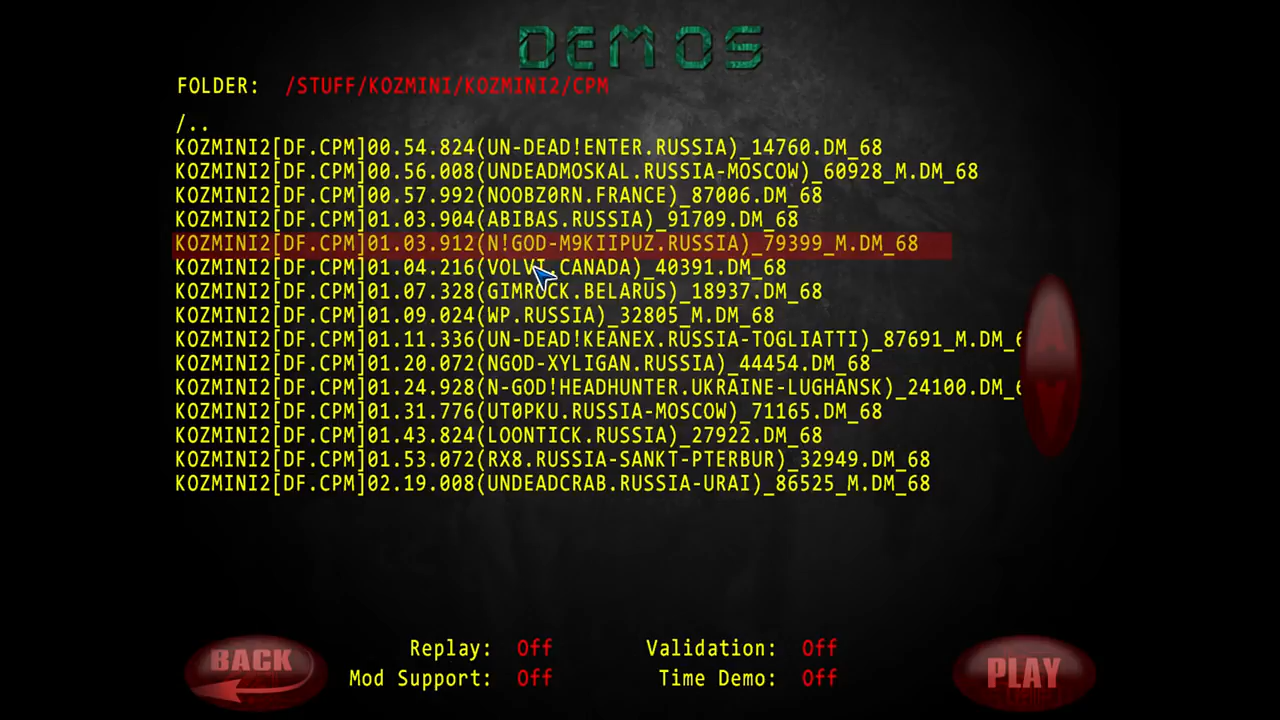 DEMOS
FOLDER: /STUFF/KOZMINI/KOZMINI2/CPM
/..
KOZMINI2[DF.CPM]00.54.824(UN-DEAD!ENTER.RUSSIA)_14760.DM_68
KOZMINI2[DF.CPM]00.56.008(UNDEADMOSKAL.RUSSIA-MOSCOW)_60928_M.DM_68
KOZMINI2[DF.CPM]00.57.992(NOOBZ0RN.FRANCE)_87006.DM_68
KOZMINI2[DF.CPM]01.03.904(ABIBAS.RUSSIA)_91709.DM_68
KOZMINI2[DF.CPM]01.03.912(N!GOD-M9KIIPUZ.RUSSIA)_79399_M.DM_68
KOZMINI2[DF.CPM]01.04.216(VOLVI.CANADA)_40391.DM_68
KOZMINI2[DF.CPM]01.07.328(GIMROCK.BELARUS)_18937.DM_68
KOZMINI2[DF.CPM]01.09.024(WP.RUSSIA)_32805_M.DM_68
KOZMINI2[DF.CPM]01.11.336(UN-DEAD!KEANEX.RUSSIA-TOGLIATTI)_87691_M.DM_6
KOZMINI2[DF.CPM]01.20.072(NGOD-XYLIGAN.RUSSIA)_44454.DM_68
KOZMINI2[DF.CPM]01.24.928(N-GOD!HEADHUNTER.UKRAINE-LUGHANSK)_24100.DM_6
KOZMINI2[DF.CPM]01.31.776(UT0PKU.RUSSIA-MOSCOW)_71165.DM_68
KOZMINI2[DF.CPM]01.43.824(LOONTICK.RUSSIA)_27922.DM_68
KOZMINI2[DF.CPM]01.53.072(RX8.RUSSIA-SANKT-PTERBUR)_32949.DM_68
KOZMINI2[DF.CPM]02.19.008(UNDEADCRAB.RUSSIA-URAI)_86525_M.DM_68
Replay: Off Validation: Off
Mod Support: Off Time Demo: Off
BACK PLAY